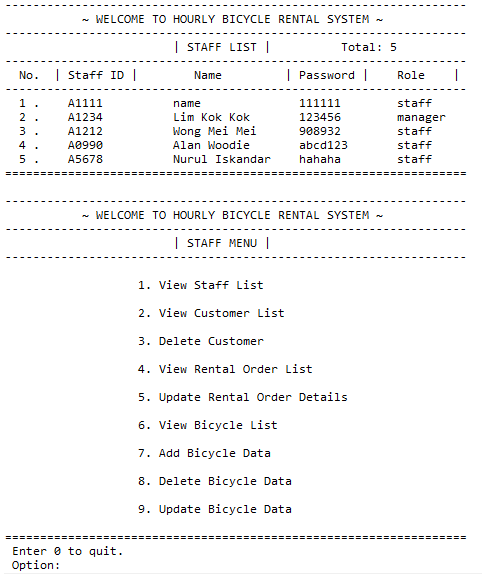 ~ WELCOME TO HOURLY BICYCLE RENTAL SYSTEM ~
| STAFF LIST | Total: 5
No. | Staff ID | Name | Password | Role |
1 . A1111 name 111111 staff
2 . A1234 Lim Kok Kok 123456 manager
3 . A1212 Wong Mei Mei 908932 staff
4 . A0990 Alan Woodie abcd123 staff
5 . A5678 Nurul Iskandar hahaha staff
~ WELCOME TO HOURLY BICYCLE RENTAL SYSTEM ~
| STAFF MENU |
1. View Staff List
2. View Customer List
3. Delete Customer
4. View Rental Order List
5. Update Rental Order Details
6. View Bicycle List
7. Add Bicycle Data
8. Delete Bicycle Data
9. Update Bicycle Data
Enter 0 to quit.
Option: